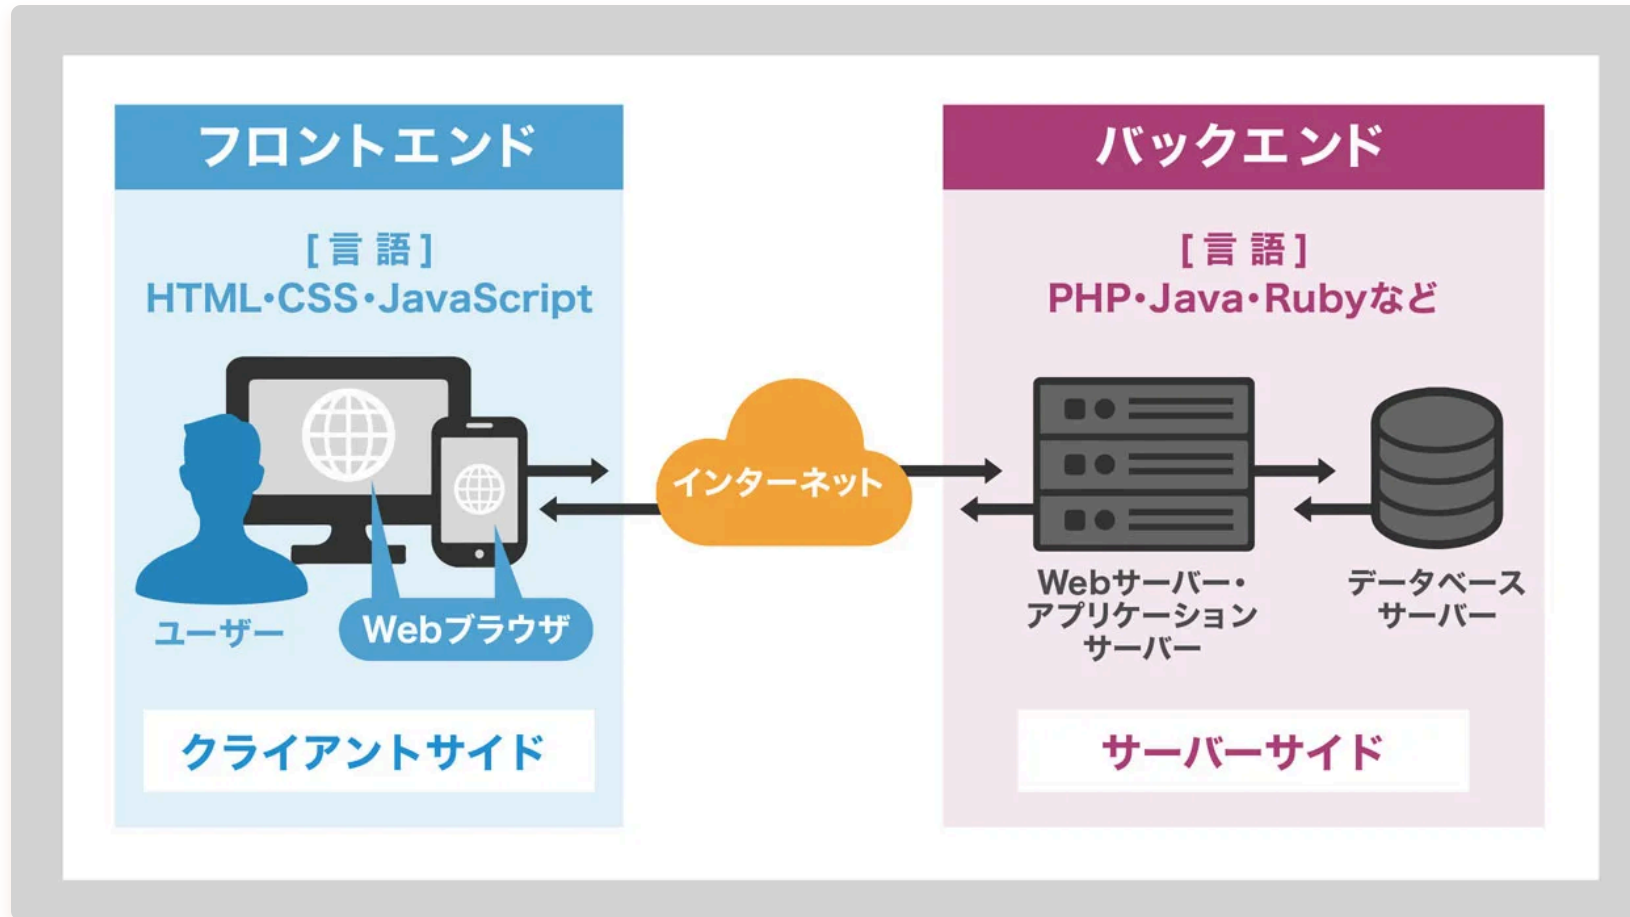 フロントエンド
[言語]
HTML・CSS・JavaScript
ユーザー
Webブラウザ
クライアントサイド
インターネット
バックエンド
[言語]
PHP・Java・Rubyなど
Webサーバー・
アプリケーション
サーバー
データベース
サーバー
サーバーサイド